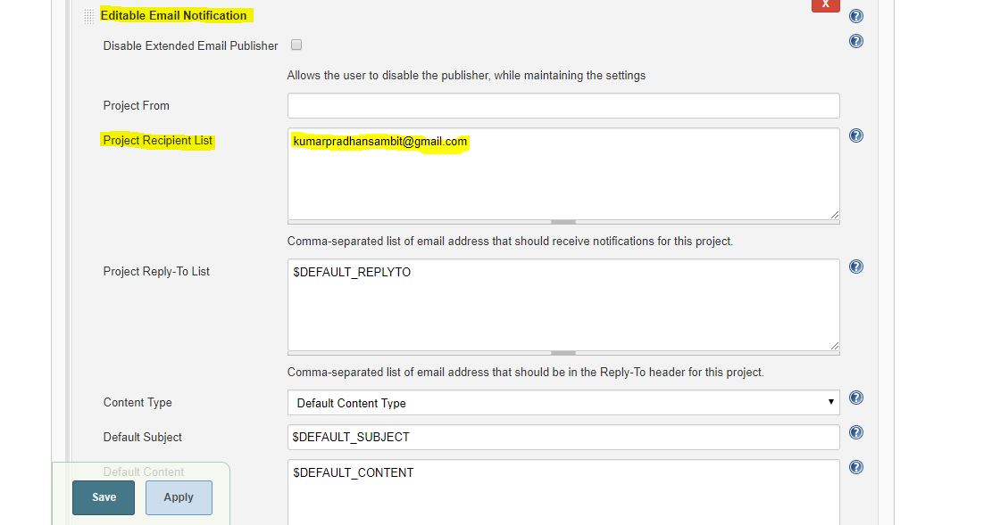 X
Editable Email Notification
Disable Extended Email Publisher
Allows the user to disable the publisher, while maintaining the settings
Project From
Project Recipient List
kumarpradhansambit@gmail.com
Comma-separated list of email address that should receive notifications for this project.
Project Reply-To List
$DEFAULT_REPLYTO
Comma-separated list of email address that should be in the Reply-To header for this project.
Content Type
Default Content Type
Default Subject
$DEFAULT_SUBJECT
Default Content
$DEFAULT_CONTENT
Save
Apply